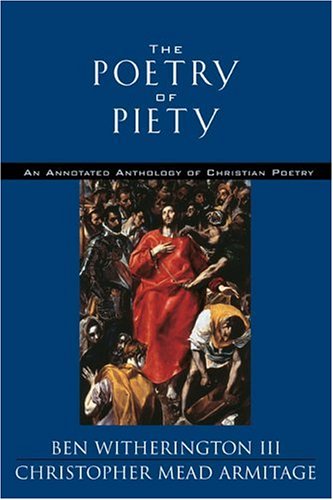 THE
POETRY
OF
PIETY
AN ANNOTATED ANTHOLOGY OF CHRISTIAN POETRY
BEN WITHERINGTON III
CHRISTOPHER MEAD ARMITAGE